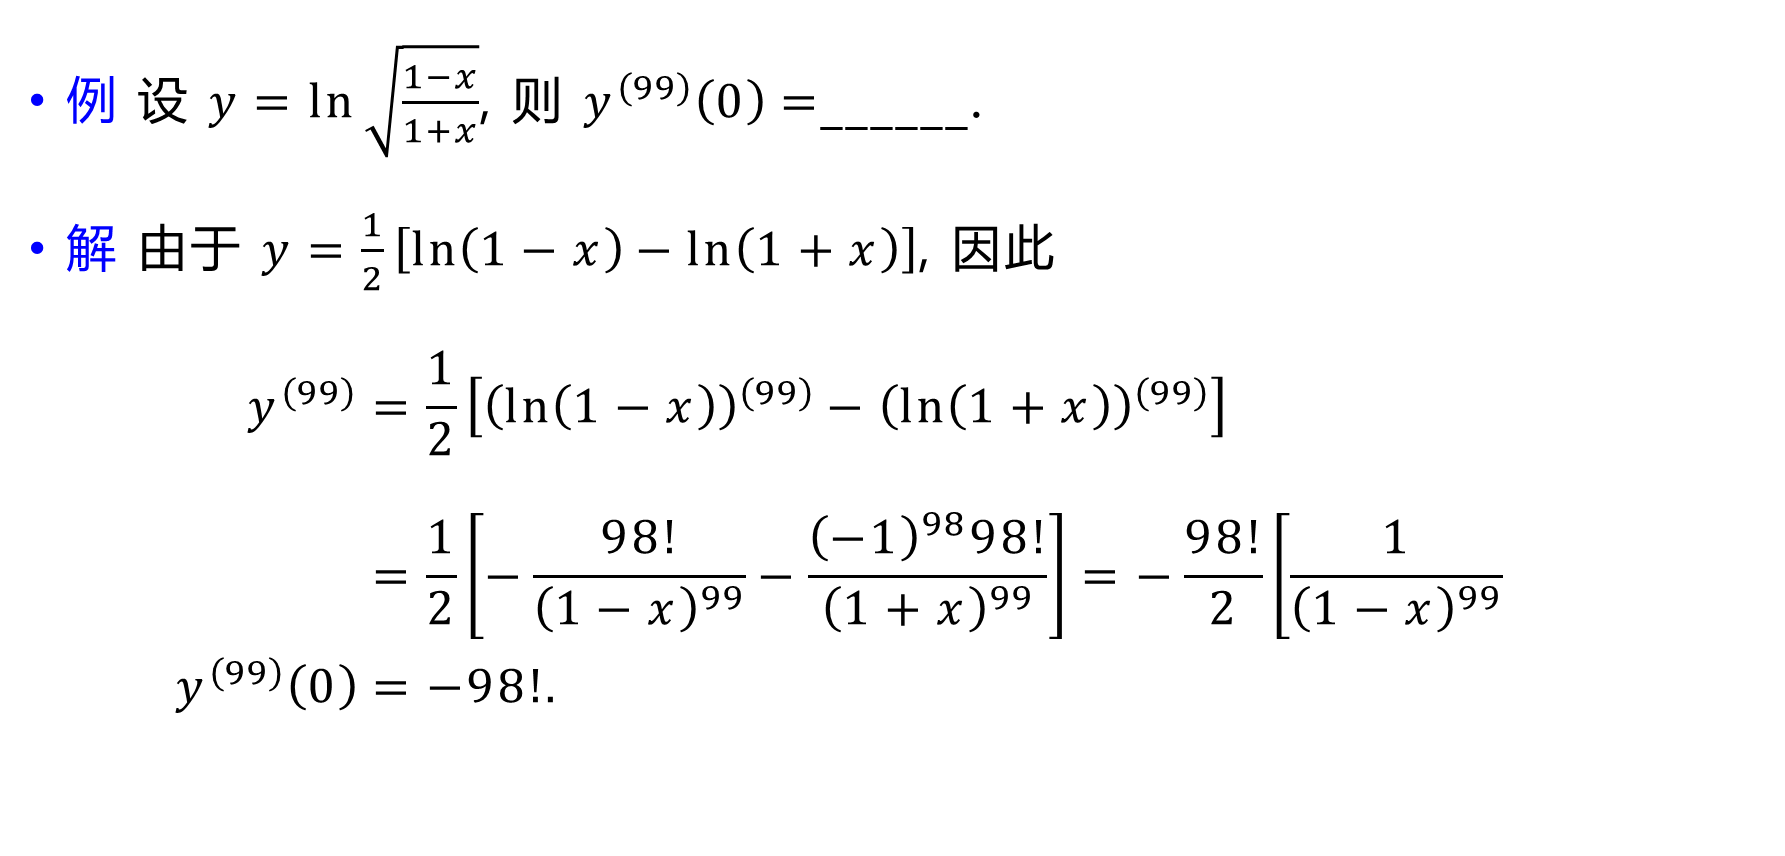 • 例 设 y = ln √((1−x)/(1+x)), 则 y^(99)(0) = ______.
• 解 由于 y = 1/2 [ln(1 − x) − ln(1 + x)], 因此
y^(99) = 1/2 [(ln(1 − x))^(99) − (ln(1 + x))^(99)]
= 1/2 [− 98!/(1 − x)^99 − (−1)^98 98!/(1 + x)^99] = − 98!/2 [1/(1 − x)^99
y^(99)(0) = −98!.